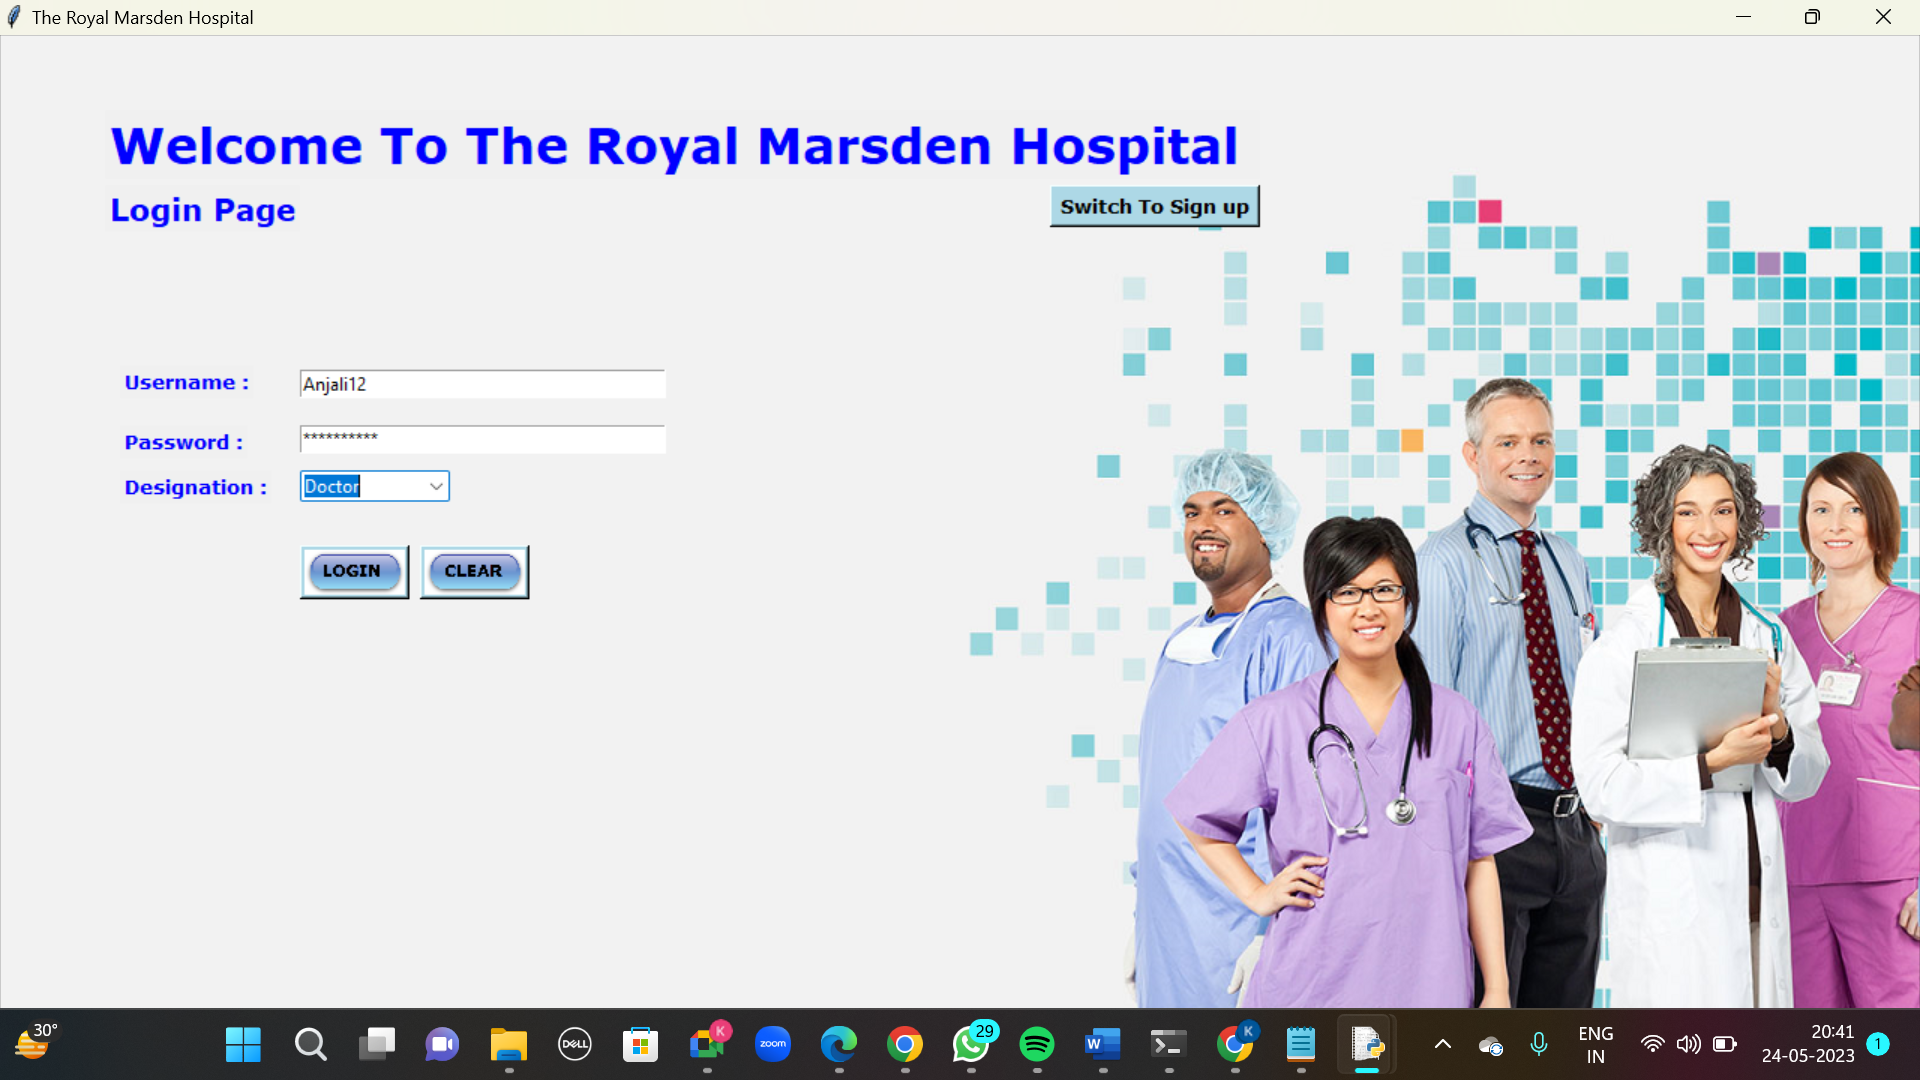 The Royal Marsden Hospital
Welcome To The Royal Marsden Hospital
Login Page
Switch To Sign up
Username :
Anjali12
Password :
**********
Designation :
Doctor
LOGIN
CLEAR
30°
DELL
K
zoom
29
W
K
ENG
IN
20:41
24-05-2023
1